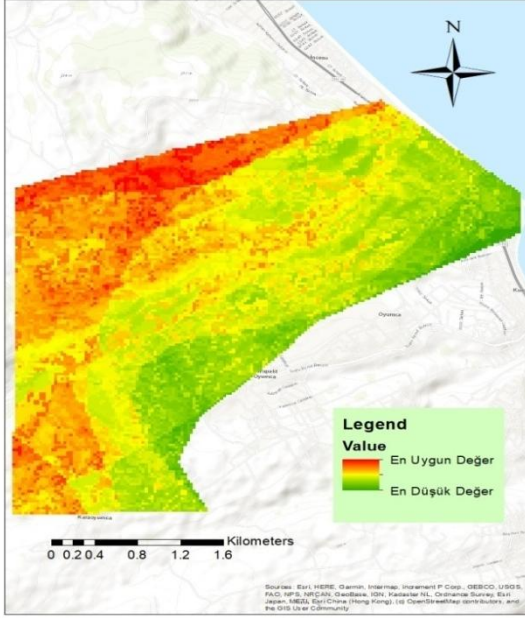 N
Oyumca
Legend
Value
En Uygun Değer
En Düşük Değer
Kilometers
0 0.2 0.4 0.8 1.2 1.6
Sources: Esri, HERE, Garmin, Intermap, increment P Corp., GEBCO, USGS,
FAO, NPS, NRCAN, GeoBase, IGN, Kadaster NL, Ordnance Survey, Esri
Japan, METI, Esri China (Hong Kong), (c) OpenStreetMap contributors, and
the GIS User Community